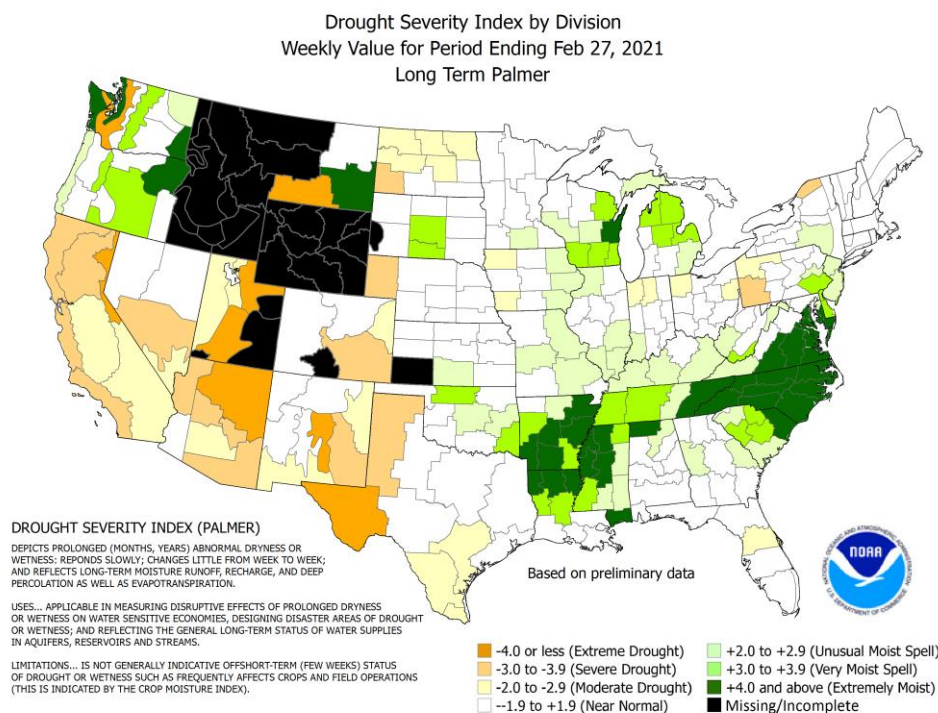 Drought Severity Index by Division
Weekly Value for Period Ending Feb 27, 2021
Long Term Palmer
DROUGHT SEVERITY INDEX (PALMER)
DEPICTS PROLONGED (MONTHS, YEARS) ABNORMAL DRYNESS OR
WETNESS: REPONDS SLOWLY; CHANGES LITTLE FROM WEEK TO WEEK;
AND REFLECTS LONG-TERM MOISTURE RUNOFF, RECHARGE, AND DEEP
PERCOLATION AS WELL AS EVAPOTRANSPIRATION.
USES... APPLICABLE IN MEASURING DISRUPTIVE EFFECTS OF PROLONGED DRYNESS
OR WETNESS ON WATER SENSITIVE ECONOMIES, DESIGNING DISASTER AREAS OF DROUGHT
OR WETNESS; AND REFLECTING THE GENERAL LONG-TERM STATUS OF WATER SUPPLIES
IN AQUIFERS, RESERVOIRS AND STREAMS.
LIMITATIONS... IS NOT GENERALLY INDICATIVE OFFSHORT-TERM (FEW WEEKS) STATUS
OF DROUGHT OR WETNESS SUCH AS FREQUENTLY AFFECTS CROPS AND FIELD OPERATIONS
(THIS IS INDICATED BY THE CROP MOISTURE INDEX).
Based on preliminary data
NATIONAL OCEANIC AND ATMOSPHERIC ADMINISTRATION
NOAA
U.S. DEPARTMENT OF COMMERCE
-4.0 or less (Extreme Drought)
-3.0 to -3.9 (Severe Drought)
-2.0 to -2.9 (Moderate Drought)
--1.9 to +1.9 (Near Normal)
+2.0 to +2.9 (Unusual Moist Spell)
+3.0 to +3.9 (Very Moist Spell)
+4.0 and above (Extremely Moist)
Missing/Incomplete